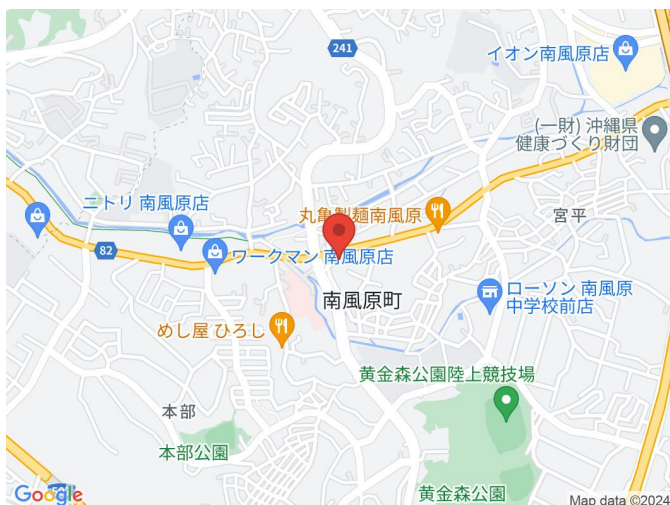 241
イオン南風原店
(一財) 沖縄県
健康づくり財団
ニトリ 南風原店
丸亀製麺南風原
宮平
82
ワークマン 南風原店
南風原町
ローソン 南風原
中学校前店
めし屋 ひろし
黄金森公園陸上競技場
本部
本部公園
黄金森公園
Google
Map data ©2024